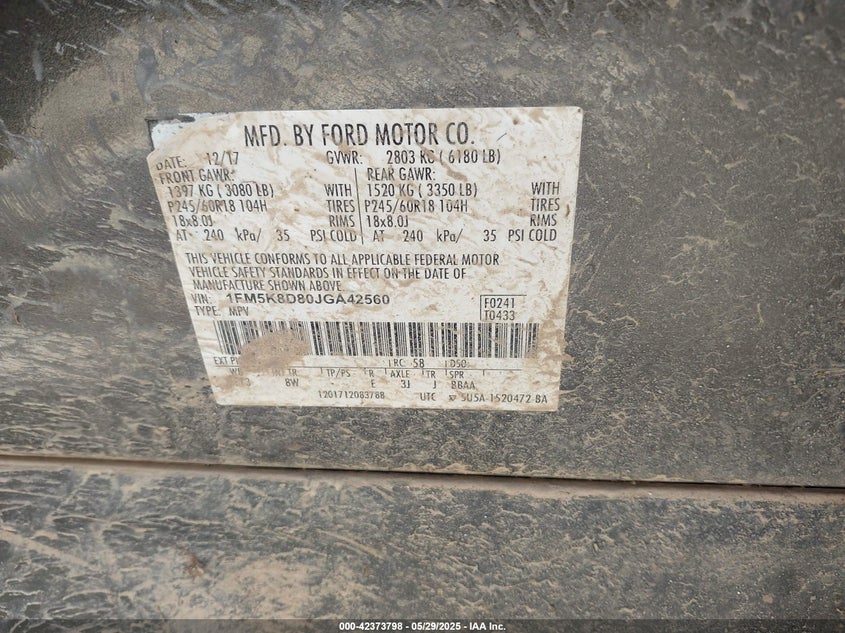 MFD. BY FORD MOTOR CO.
DATE: 12/17 GVWR: 2803 KG ( 6180 LB)
FRONT GAWR: REAR GAWR:
1397 KG ( 3080 LB) WITH 1520 KG ( 3350 LB) WITH
P245/60R18 104H TIRES P245/60R18 104H TIRES
18x8.0J RIMS 18x8.0J RIMS
AT 240 kPa/ 35 PSI COLD AT 240 kPa/ 35 PSI COLD
THIS VEHICLE CONFORMS TO ALL APPLICABLE FEDERAL MOTOR
VEHICLE SAFETY STANDARDS IN EFFECT ON THE DATE OF
MANUFACTURE SHOWN ABOVE.
VIN: 1FM5K8D80JGA42560 F0241
TYPE: MPV T0433
EXT RC: 58 DSO:
TR TP/PS R AXLE TR SPR
8W E 3J J BBAA
UTC 5U5A 1520472 BA
000-42373798 - 05/29/2025 - IAA Inc.